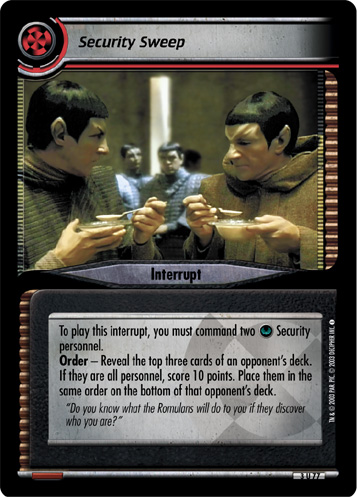 Security Sweep
Interrupt
To play this interrupt, you must command two Security
personnel.
Order – Reveal the top three cards of an opponent's deck.
If they are all personnel, score 10 points. Place them in the
same order on the bottom of that opponent's deck.
"Do you know what the Romulans will do to you if they discover
who you are?"
TM & © 2003 PAR. PIC. © 2003 DECIPHER INC.
3 U 77